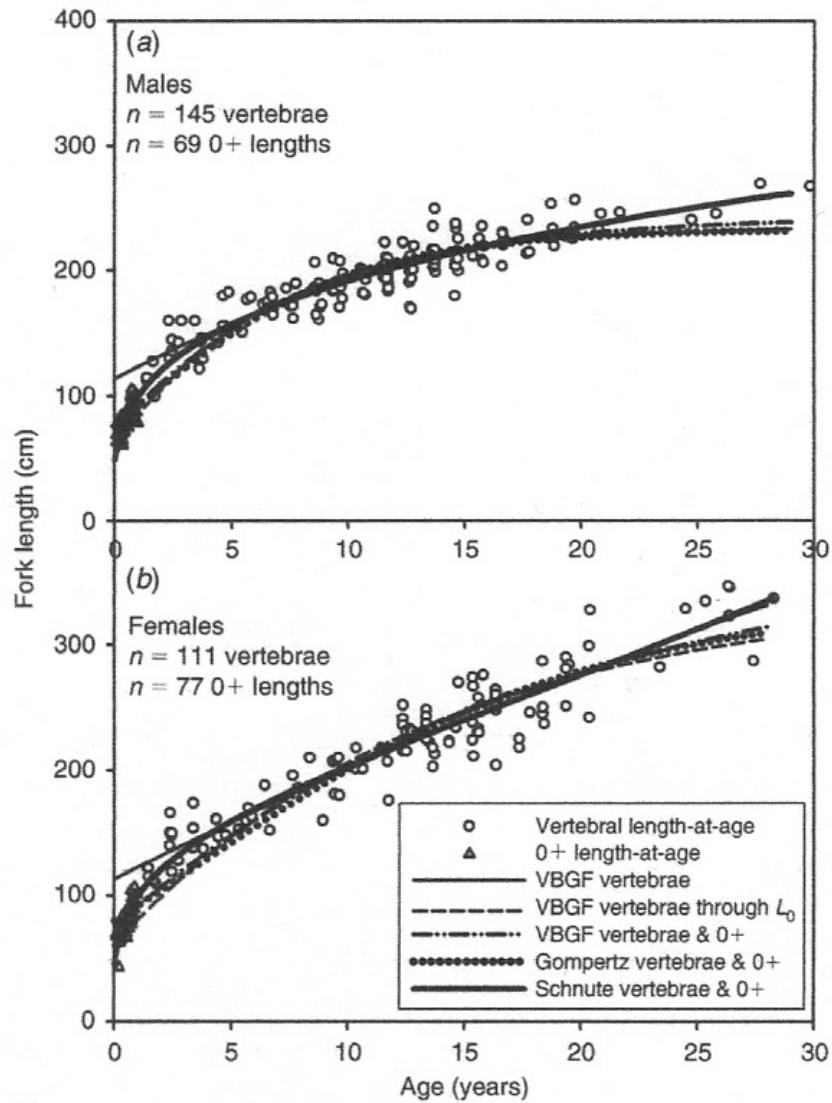 400
(a)
Males
n = 145 vertebrae
n = 69 0+ lengths
300
200
100
0
0 5 10 15 20 25 30
Fork length (cm)
(b)
Females
n = 111 vertebrae
n = 77 0+ lengths
300
200
100
0
Vertebral length-at-age
0+ length-at-age
VBGF vertebrae
VBGF vertebrae through L₀
VBGF vertebrae & 0+
Gompertz vertebrae & 0+
Schnute vertebrae & 0+
0 5 10 15 20 25 30
Age (years)